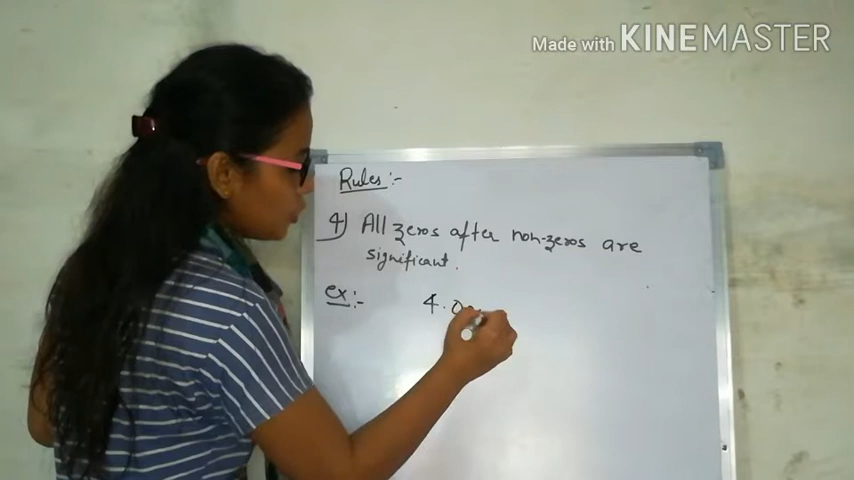 Made with KINEMASTER
Rules :-
4) All zeros after non-zeros are
significant.
ex :- 4.0